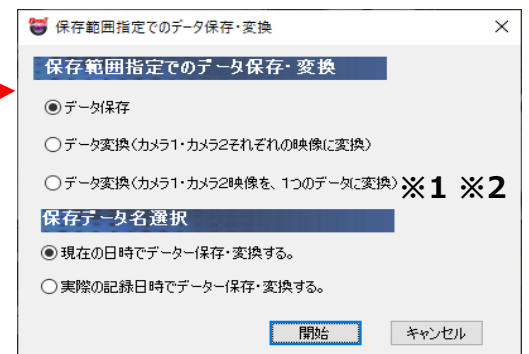 保存範囲指定でのデータ保存・変換
保存範囲指定でのデータ保存・変換
データ保存
データ変換(カメラ1・カメラ2それぞれの映像に変換)
データ変換(カメラ1・カメラ2映像を、1つのデータに変換)※1 ※2
保存データ名選択
現在の日時でデーター保存・変換する。
実際の記録日時でデーター保存・変換する。
開始 キャンセル